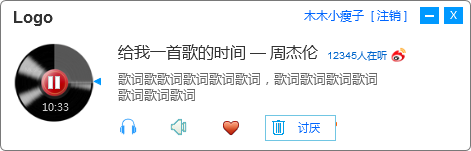 Logo 木木小瘦子 [ 注销 ]
给我一首歌的时间 — 周杰伦 12345人在听
歌词歌歌词歌词歌词歌词，歌词歌词歌词歌词
歌词歌词歌词
10:33
讨厌